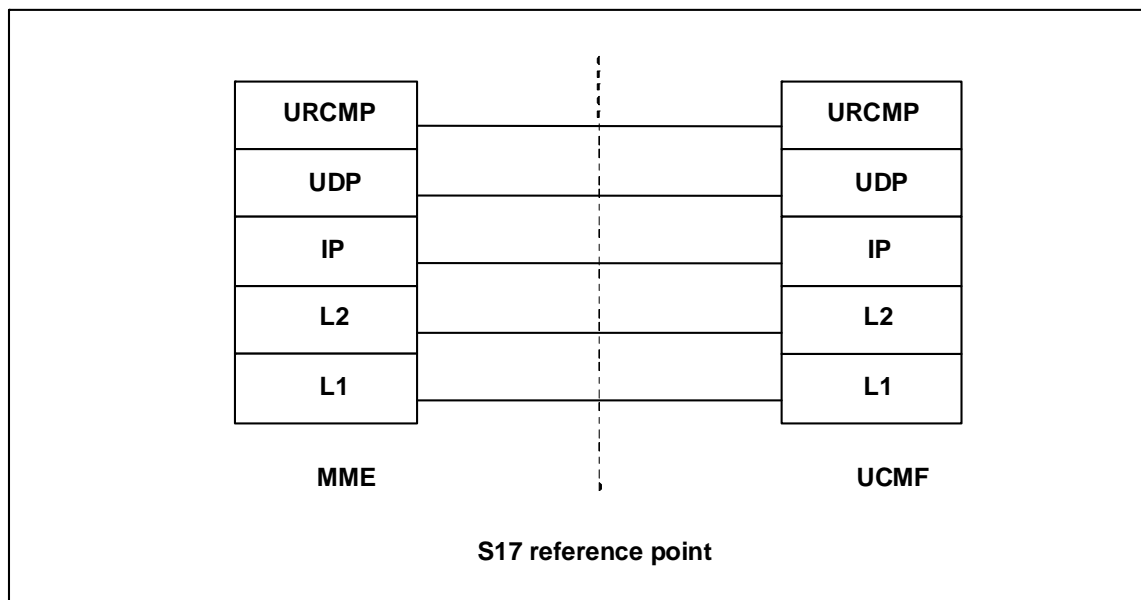 URCMP URCMP
UDP UDP
IP IP
L2 L2
L1 L1
MME UCMF
S17 reference point